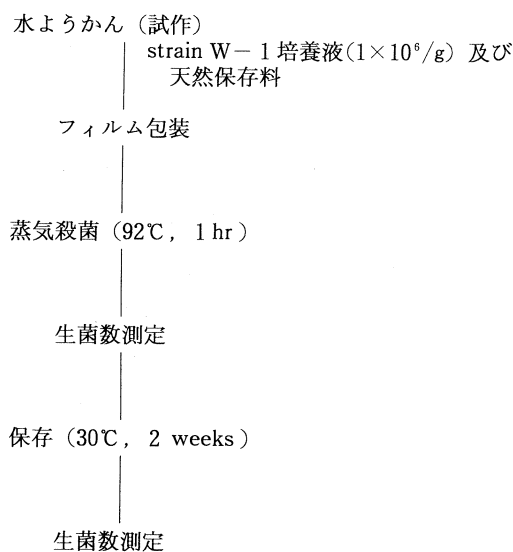 水ようかん（試作）
strain W－1培養液（1×10⁶/g）及び
天然保存料
フィルム包装
蒸気殺菌（92℃，1 hr）
生菌数測定
保存（30℃，2 weeks）
生菌数測定